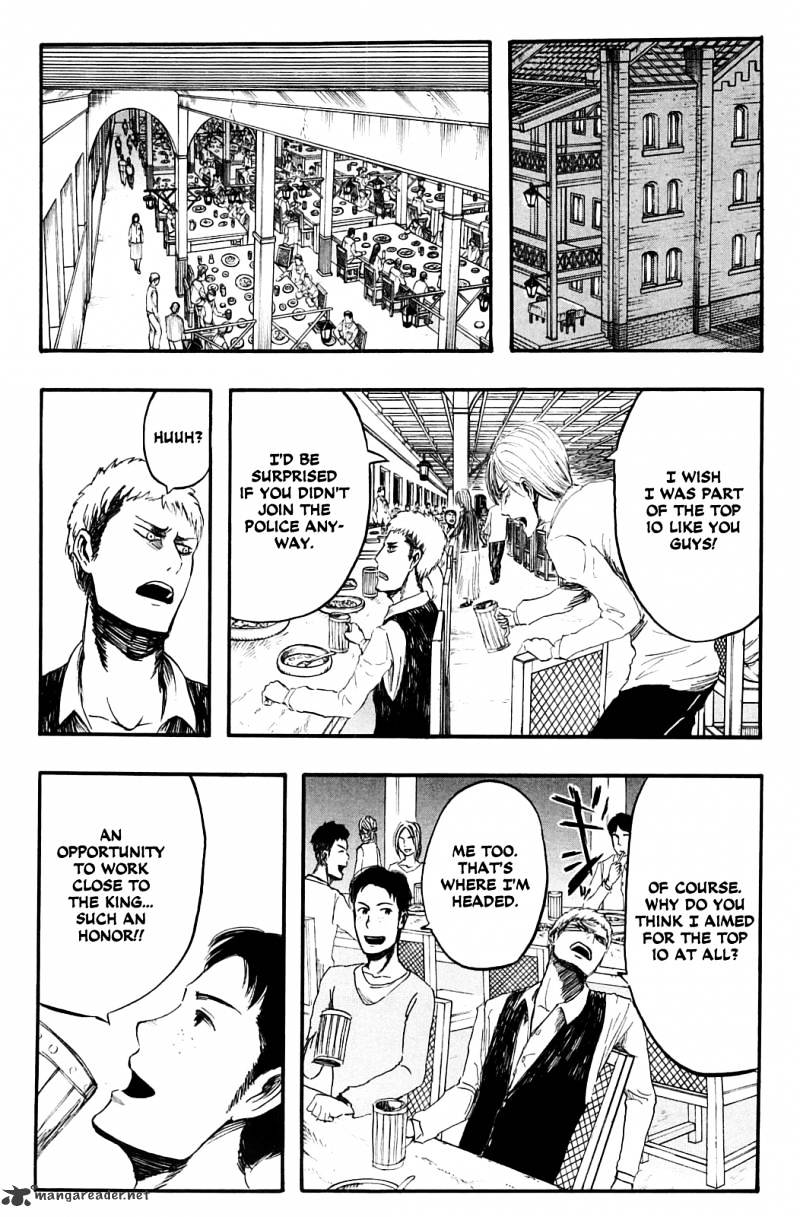 I WISH
I WAS PART
OF THE TOP
10 LIKE YOU
GUYS!
I'D BE
SURPRISED
IF YOU DIDN'T
JOIN THE
POLICE ANY-
WAY.
HUUH?
OF COURSE.
WHY DO YOU
THINK I AIMED
FOR THE TOP
10 AT ALL?
ME TOO.
THAT'S
WHERE I'M
HEADED.
AN
OPPORTUNITY
TO WORK
CLOSE TO
THE KING...
SUCH AN
HONOR!!
mangareader.net